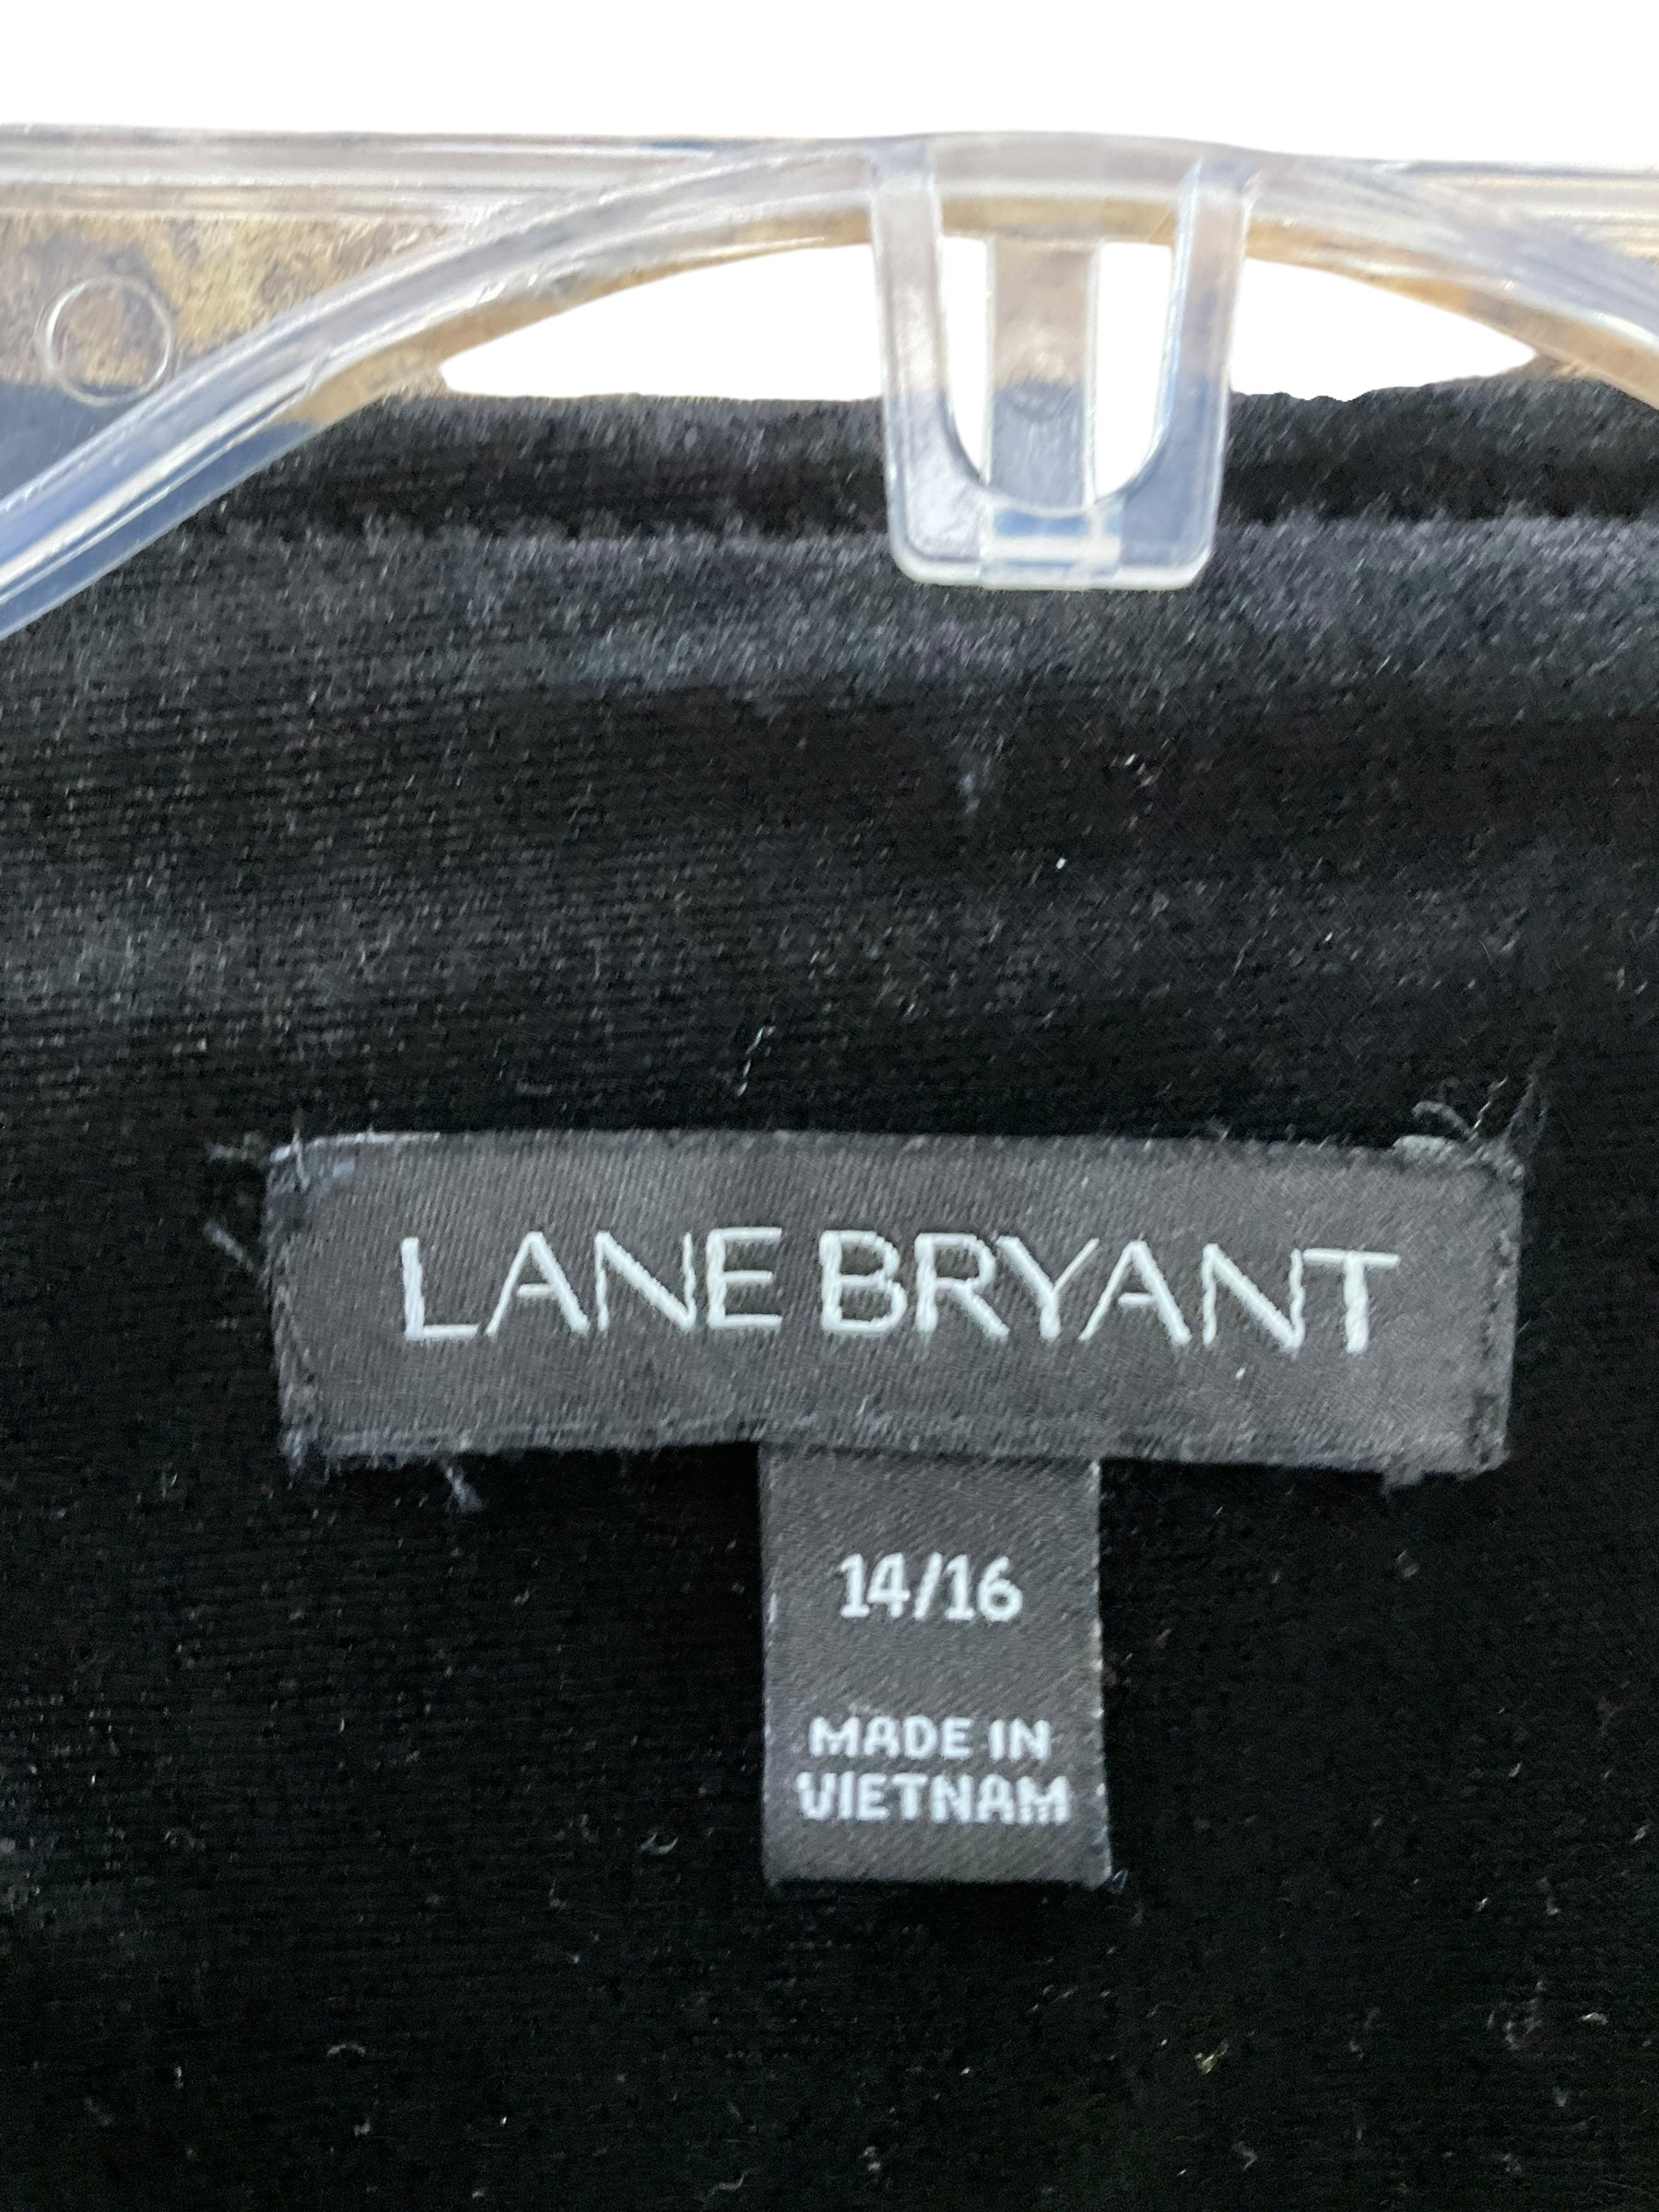 LANE BRYANT
14/16
MADE IN
VIETNAM